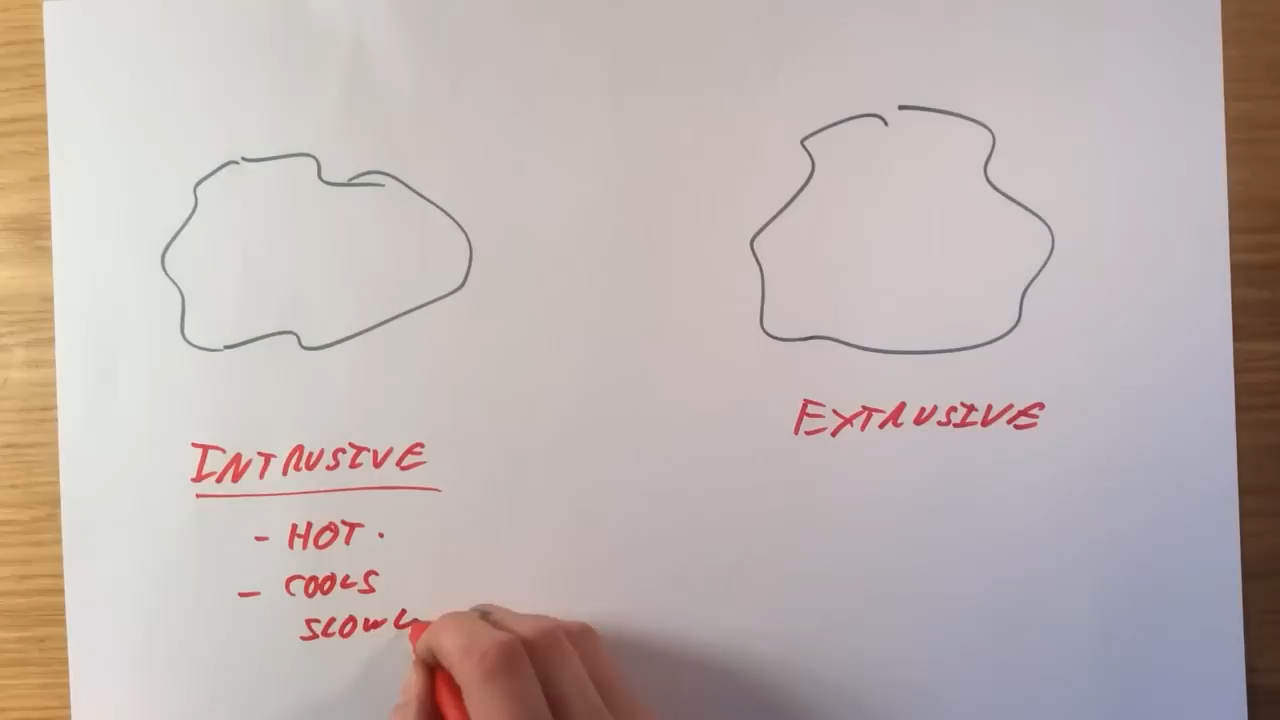 INTRUSIVE
- HOT.
- COOLS
SLOWL
EXTRUSIVE